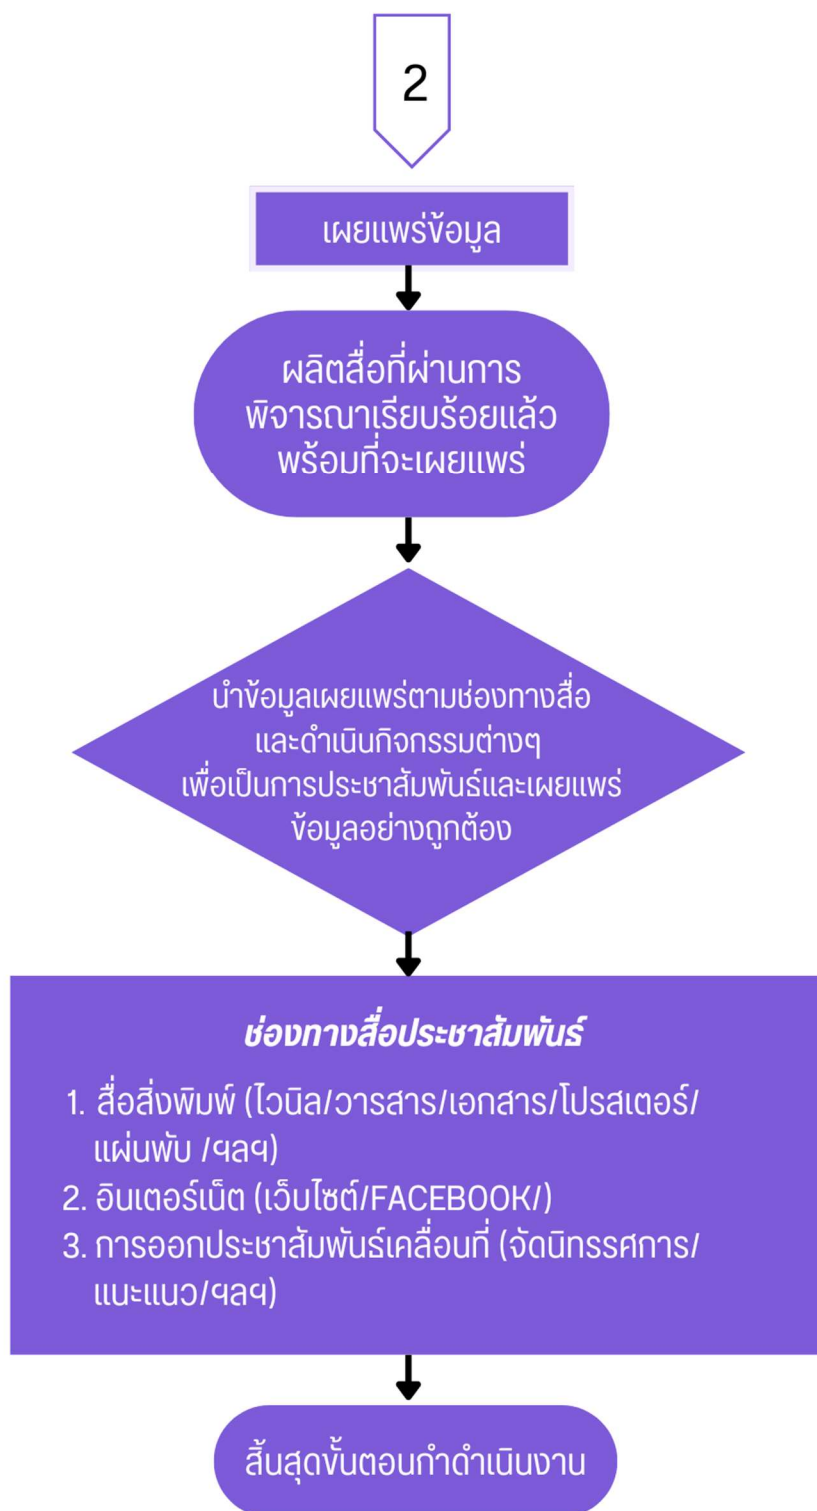 2
เผยแพร่ข้อมูล
ผลิตสื่อที่ผ่านการ
พิจารณาเรียบร้อยแล้ว
พร้อมที่จะเผยแพร่
นำข้อมูลเผยแพร่ตามช่องทางสื่อ
และดำเนินกิจกรรมต่างๆ
เพื่อเป็นการประชาสัมพันธ์และเผยแพร่
ข้อมูลอย่างถูกต้อง
ช่องทางสื่อประชาสัมพันธ์
1. สื่อสิ่งพิมพ์ (ไวนิล/วารสาร/เอกสาร/โปรสเตอร์/
แผ่นพับ /ฯลฯ)
2. อินเตอร์เน็ต (เว็บไซต์/FACEBOOK/)
3. การออกประชาสัมพันธ์เคลื่อนที่ (จัดนิทรรศการ/
แนะแนว/ฯลฯ)
สิ้นสุดขั้นตอนกำดำเนินงาน